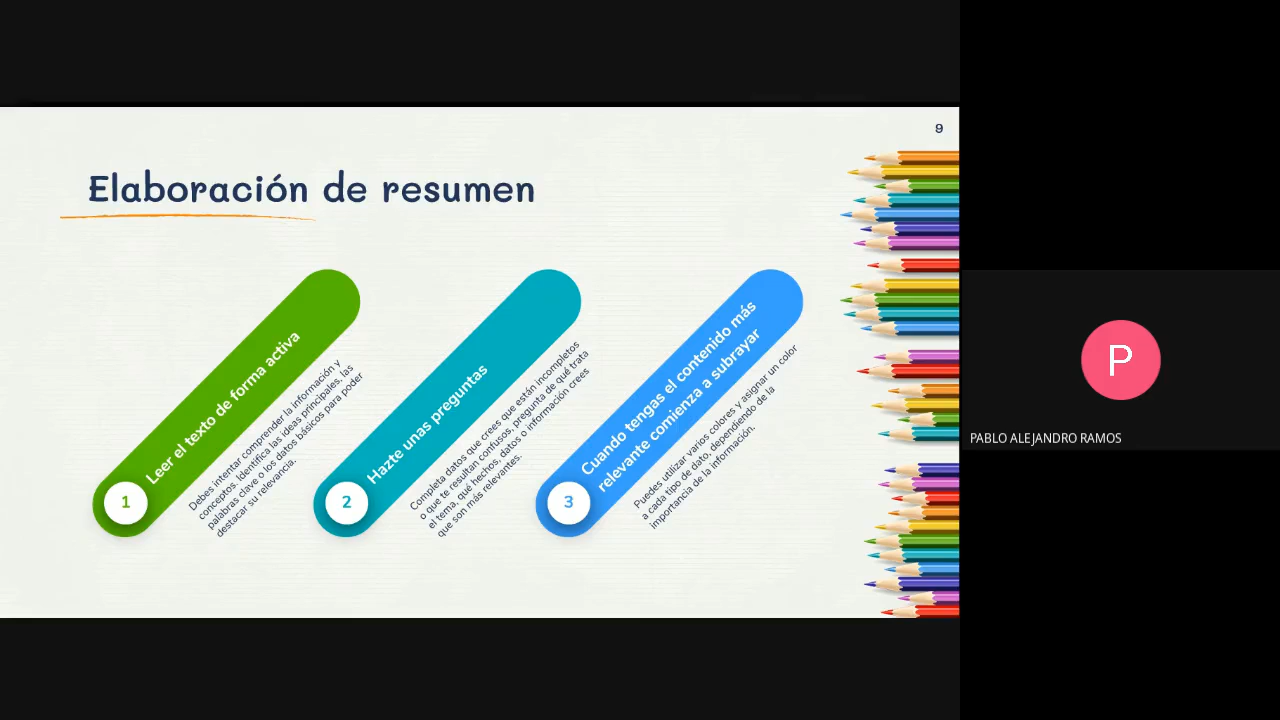 9
Elaboración de resumen
1
Leer el texto de forma activa
Debes intentar comprender la información y
conceptos. Identifica las ideas principales, las
palabras clave o los datos básicos para poder
destacar su relevancia.
2
Hazte unas preguntas
Completa datos que crees que están incompletos
o que te resultan confusos, pregunta de qué trata
el tema, qué hechos, datos o información crees
que son más relevantes.
3
Cuando tengas el contenido más
relevante comienza a subrayar
Puedes utilizar varios colores y asignar un color
a cada tipo de dato, dependiendo de la
importancia de la información.
P
PABLO ALEJANDRO RAMOS